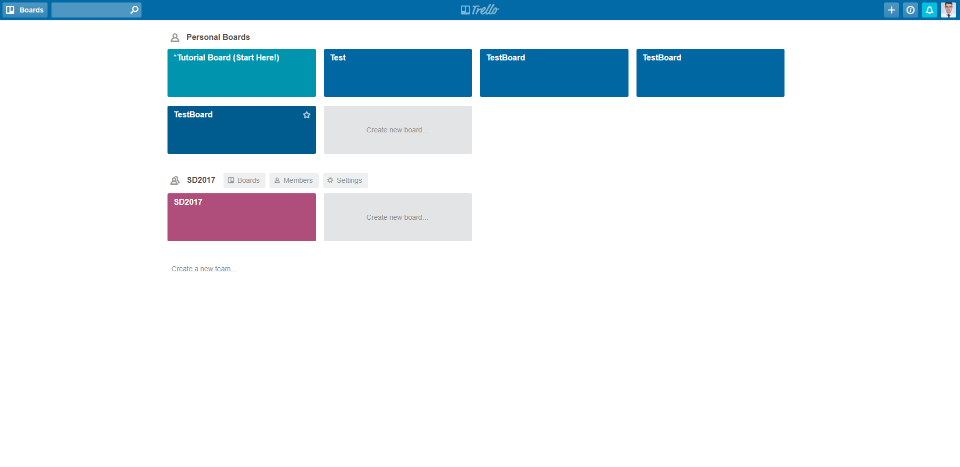 Boards
Trello
Personal Boards
*Tutorial Board (Start Here!)
Test
TestBoard
TestBoard
TestBoard
Create new board...
SD2017
Boards
Members
Settings
SD2017
Create new board...
Create a new team...